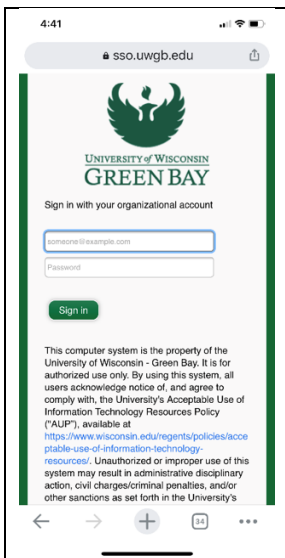 4:41
sso.uwgb.edu
UNIVERSITY of WISCONSIN
GREEN BAY
Sign in with your organizational account
someone@example.com
Password
Sign in
This computer system is the property of the
University of Wisconsin - Green Bay. It is for
authorized use only. By using this system, all
users acknowledge notice of, and agree to
comply with, the University's Acceptable Use of
Information Technology Resources Policy
("AUP"), available at
https://www.wisconsin.edu/regents/policies/acce
ptable-use-of-information-technology-
resources/. Unauthorized or improper use of this
system may result in administrative disciplinary
action, civil charges/criminal penalties, and/or
other sanctions as set forth in the University's
34